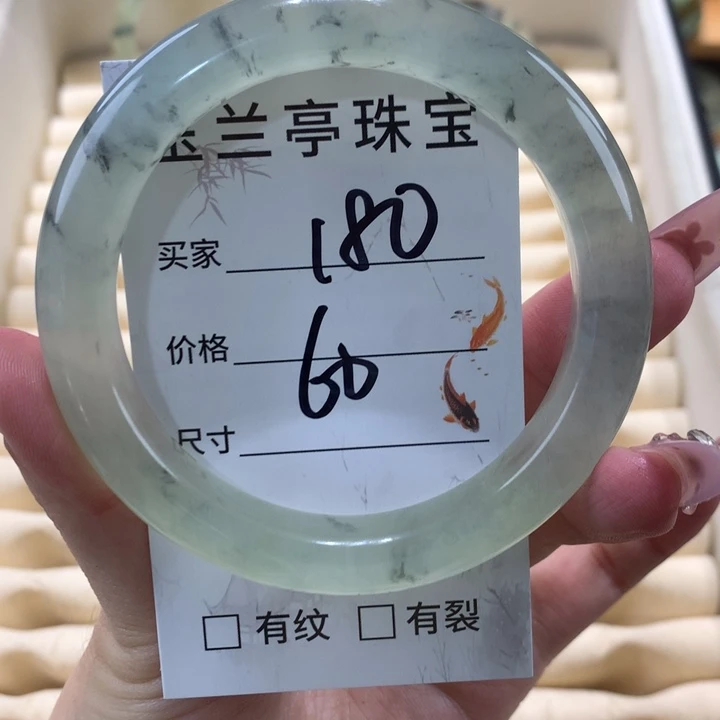 兰亭珠宝
买家 180
价格 60
尺寸
□ 有纹 □ 有裂